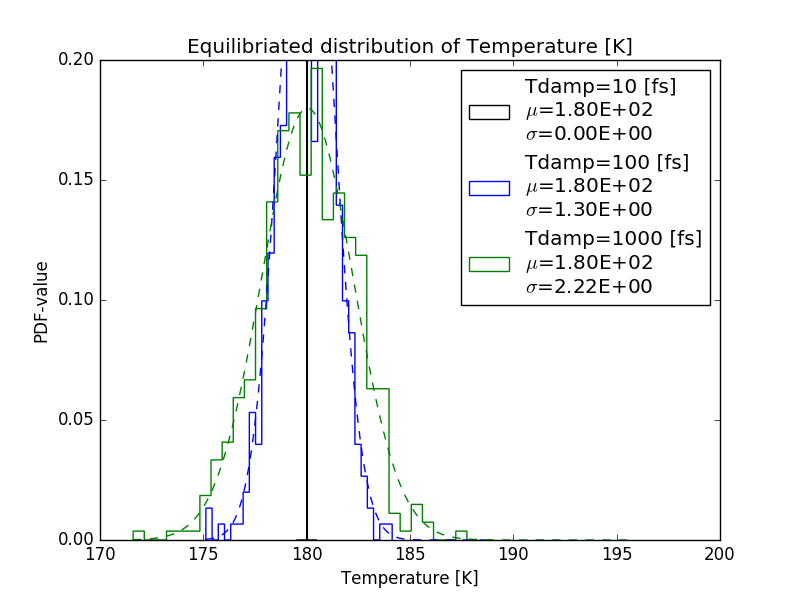 Equilibriated distribution of Temperature [K]
0.20
0.15
0.10
0.05
0.00
PDF-value
170
175
180
185
190
195
200
Temperature [K]
Tdamp=10 [fs]
μ=1.80E+02
σ=0.00E+00
Tdamp=100 [fs]
μ=1.80E+02
σ=1.30E+00
Tdamp=1000 [fs]
μ=1.80E+02
σ=2.22E+00